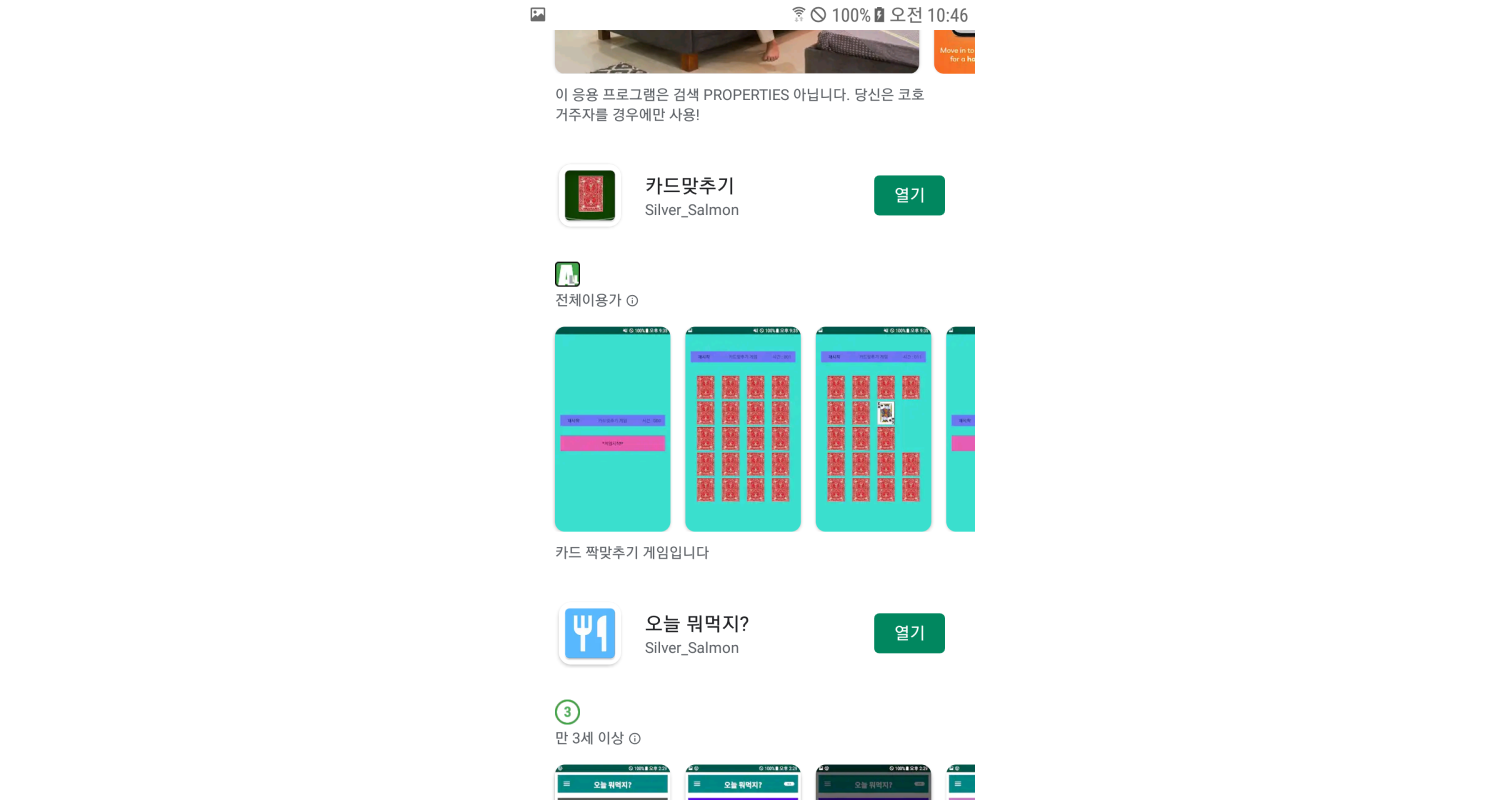 100% 오전 10:46
Move in to
for a ho
이 응용 프로그램은 검색 PROPERTIES 아닙니다. 당신은 코호
거주자를 경우에만 사용!
카드맞추기
Silver_Salmon
열기
전체이용가
카드 짝맞추기 게임입니다
오늘 뭐먹지?
Silver_Salmon
열기
3
만 3세 이상
오늘 뭐먹지?
오늘 뭐먹지?
오늘 뭐먹지?